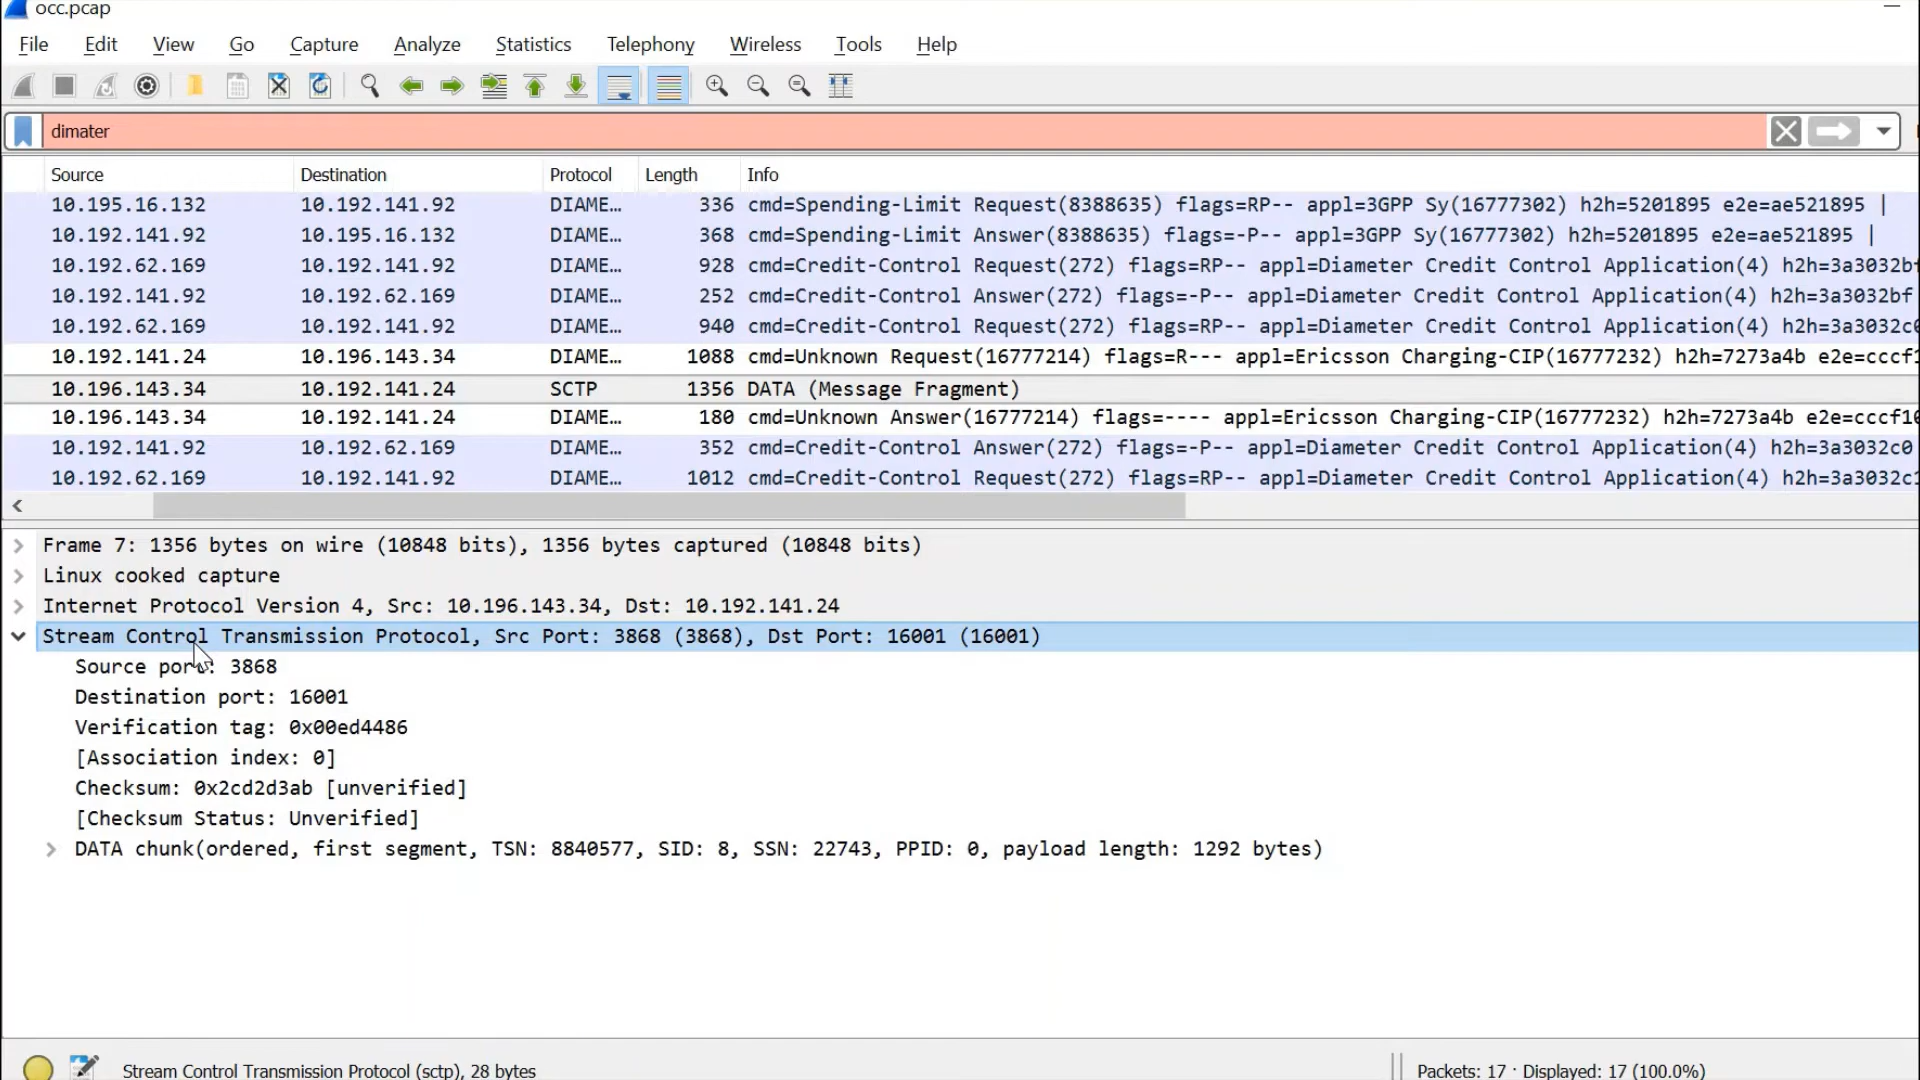 occ.pcap
File Edit View Go Capture Analyze Statistics Telephony Wireless Tools Help
dimater
Source Destination Protocol Length Info
10.195.16.132 10.192.141.92 DIAME… 336 cmd=Spending-Limit Request(8388635) flags=RP-- appl=3GPP Sy(16777302) h2h=5201895 e2e=ae521895 |
10.192.141.92 10.195.16.132 DIAME… 368 cmd=Spending-Limit Answer(8388635) flags=-P-- appl=3GPP Sy(16777302) h2h=5201895 e2e=ae521895 |
10.192.62.169 10.192.141.92 DIAME… 928 cmd=Credit-Control Request(272) flags=RP-- appl=Diameter Credit Control Application(4) h2h=3a3032bf
10.192.141.92 10.192.62.169 DIAME… 252 cmd=Credit-Control Answer(272) flags=-P-- appl=Diameter Credit Control Application(4) h2h=3a3032bf
10.192.62.169 10.192.141.92 DIAME… 940 cmd=Credit-Control Request(272) flags=RP-- appl=Diameter Credit Control Application(4) h2h=3a3032c0
10.192.141.24 10.196.143.34 DIAME… 1088 cmd=Unknown Request(16777214) flags=R--- appl=Ericsson Charging-CIP(16777232) h2h=7273a4b e2e=cccf1
10.196.143.34 10.192.141.24 SCTP 1356 DATA (Message Fragment)
10.196.143.34 10.192.141.24 DIAME… 180 cmd=Unknown Answer(16777214) flags=---- appl=Ericsson Charging-CIP(16777232) h2h=7273a4b e2e=cccf10
10.192.141.92 10.192.62.169 DIAME… 352 cmd=Credit-Control Answer(272) flags=-P-- appl=Diameter Credit Control Application(4) h2h=3a3032c0
10.192.62.169 10.192.141.92 DIAME… 1012 cmd=Credit-Control Request(272) flags=RP-- appl=Diameter Credit Control Application(4) h2h=3a3032c1
Frame 7: 1356 bytes on wire (10848 bits), 1356 bytes captured (10848 bits)
Linux cooked capture
Internet Protocol Version 4, Src: 10.196.143.34, Dst: 10.192.141.24
Stream Control Transmission Protocol, Src Port: 3868 (3868), Dst Port: 16001 (16001)
Source port: 3868
Destination port: 16001
Verification tag: 0x00ed4486
[Association index: 0]
Checksum: 0x2cd2d3ab [unverified]
[Checksum Status: Unverified]
DATA chunk(ordered, first segment, TSN: 8840577, SID: 8, SSN: 22743, PPID: 0, payload length: 1292 bytes)
Stream Control Transmission Protocol (sctp), 28 bytes
Packets: 17 · Displayed: 17 (100.0%)